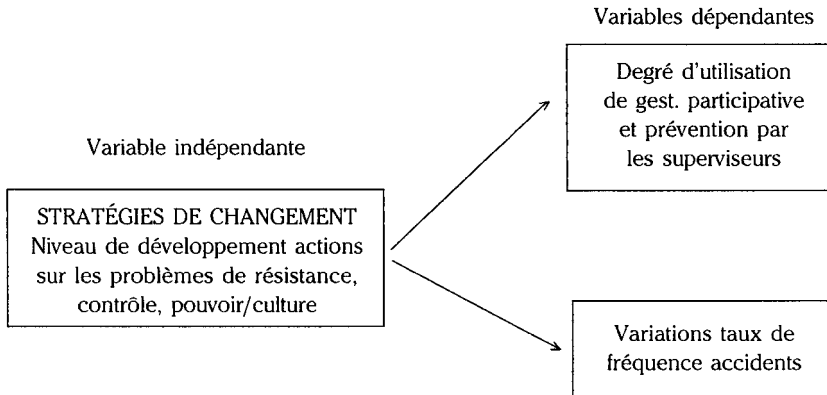 Variables dépendantes
Degré d'utilisation
de gest. participative
et prévention par
les superviseurs
Variable indépendante
STRATÉGIES DE CHANGEMENT
Niveau de développement actions
sur les problèmes de résistance,
contrôle, pouvoir/culture
Variations taux de
fréquence accidents